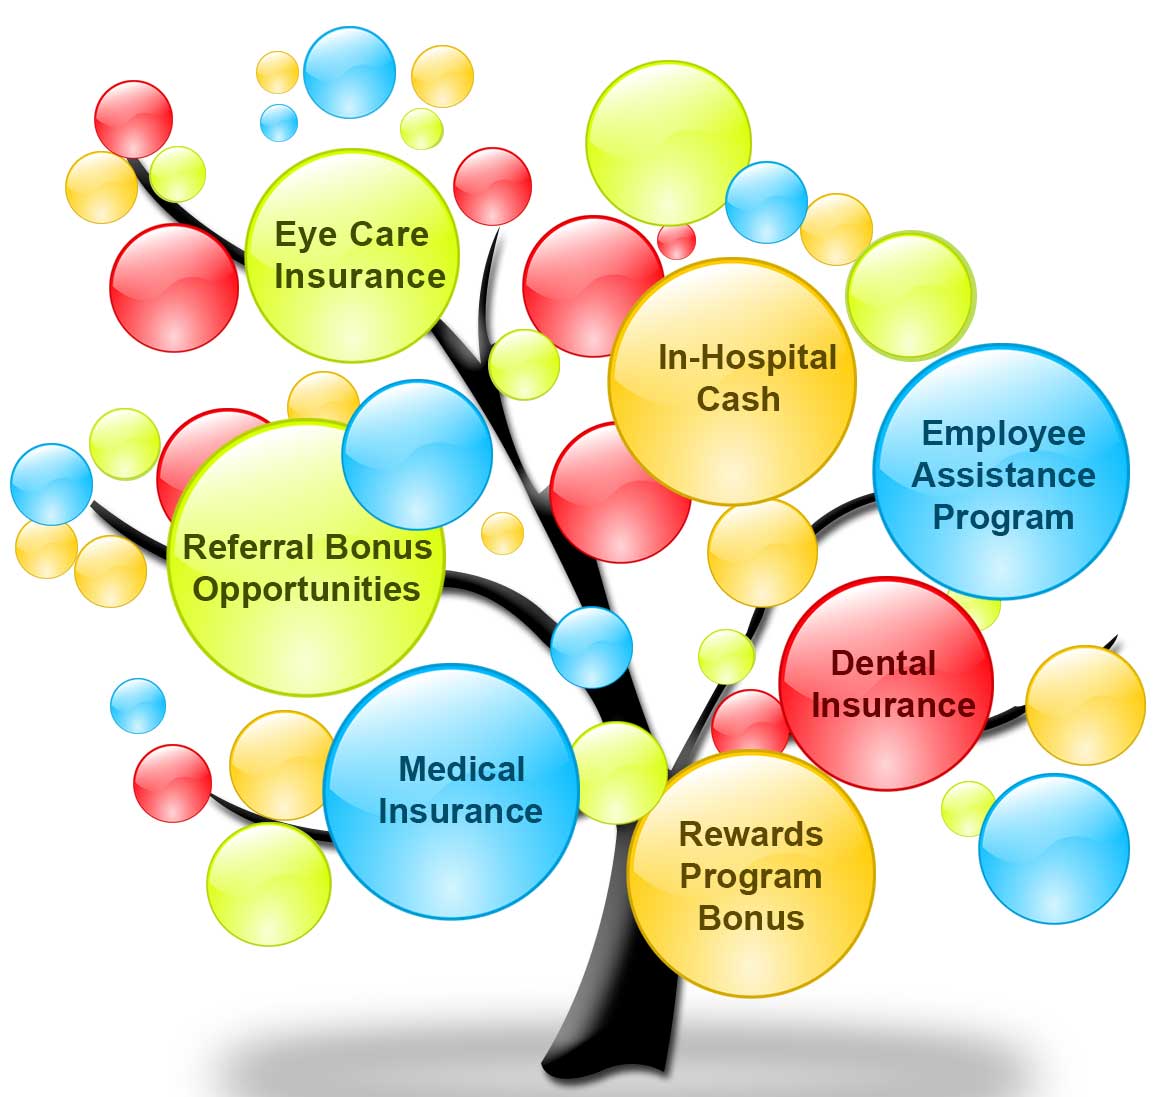 Eye Care
Insurance
In-Hospital
Cash
Employee
Assistance
Program
Referral Bonus
Opportunities
Dental
Insurance
Medical
Insurance
Rewards
Program
Bonus